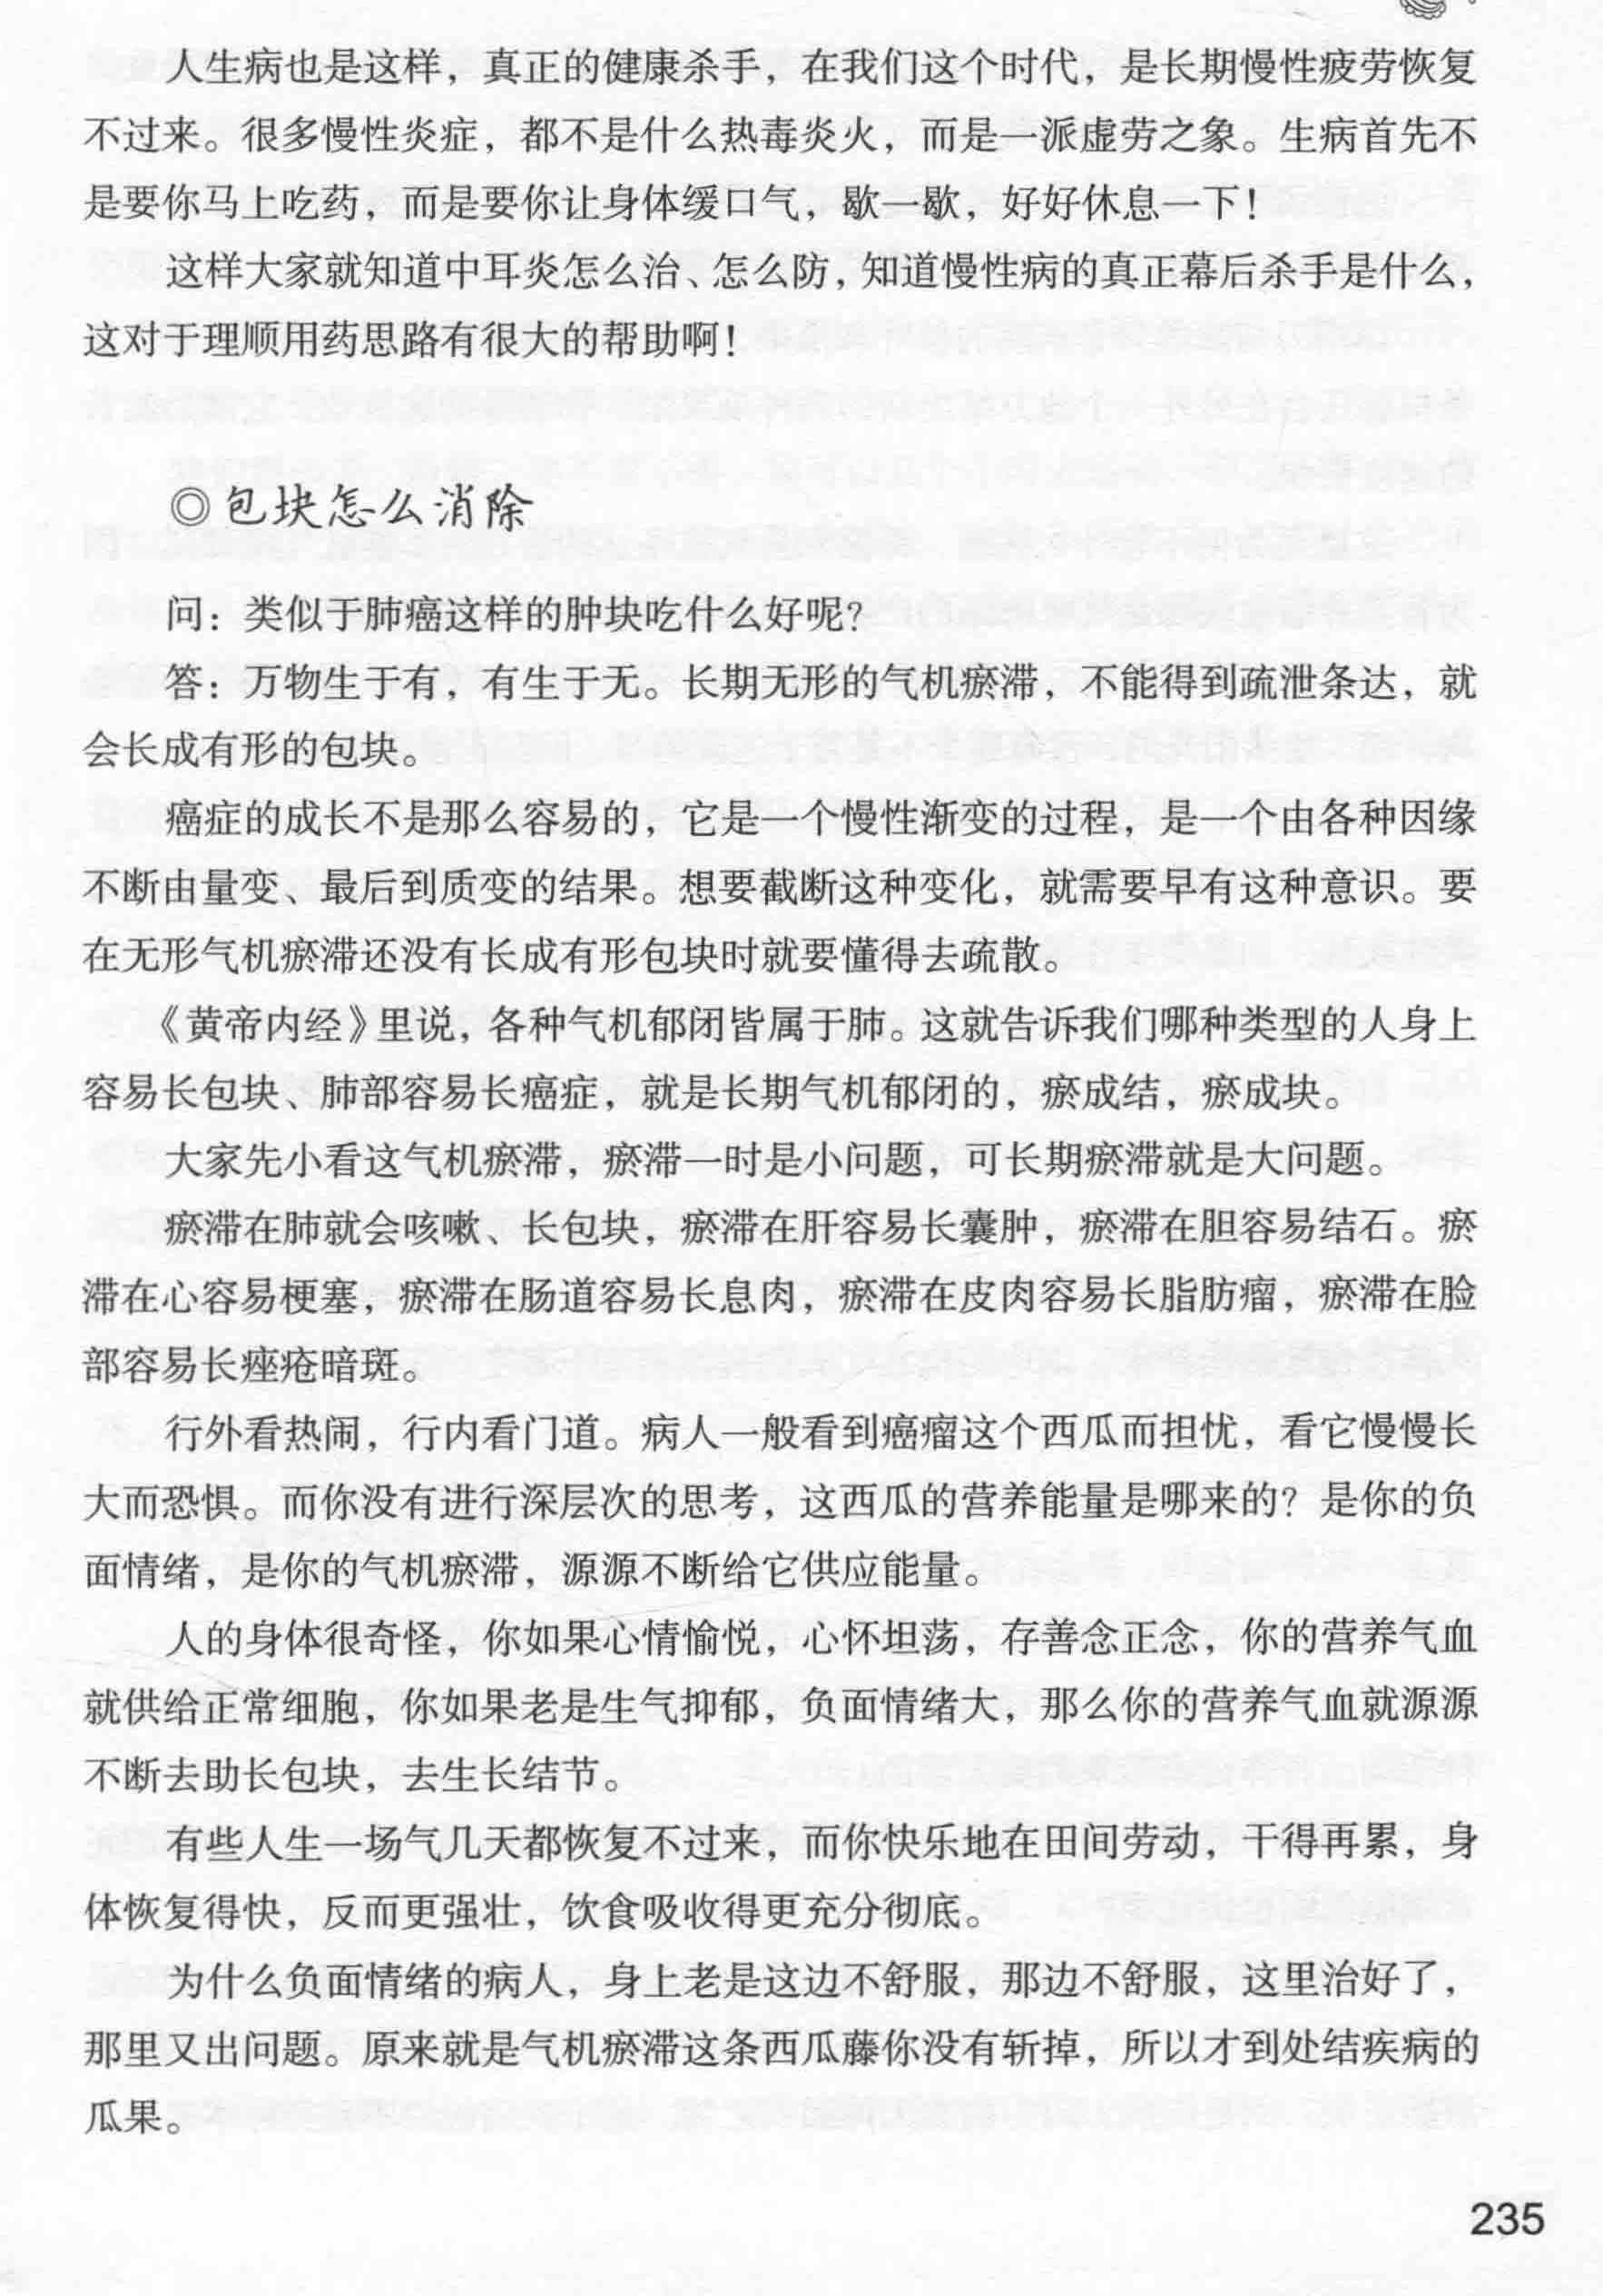 人生病也是这样，真正的健康杀手，在我们这个时代，是长期慢性疲劳恢复
不过来。很多慢性炎症，都不是什么热毒炎火，而是一派虚劳之象。生病首先不
是要你马上吃药，而是要你让身体缓口气，歇一歇，好好休息一下！
这样大家就知道中耳炎怎么治、怎么防，知道慢性病的真正幕后杀手是什么，
这对于理顺用药思路有很大的帮助啊！
◎包块怎么消除
问：类似于肺癌这样的肿块吃什么好呢？
答：万物生于有，有生于无。长期无形的气机瘀滞，不能得到疏泄条达，就
会长成有形的包块。
癌症的成长不是那么容易的，它是一个慢性渐变的过程，是一个由各种因缘
不断由量变、最后到质变的结果。想要截断这种变化，就需要早有这种意识。要
在无形气机瘀滞还没有长成有形包块时就要懂得去疏散。
《黄帝内经》里说，各种气机郁闭皆属于肺。这就告诉我们哪种类型的人身上
容易长包块、肺部容易长癌症，就是长期气机郁闭的，瘀成结，瘀成块。
大家先小看这气机瘀滞，瘀滞一时是小问题，可长期瘀滞就是大问题。
瘀滞在肺就会咳嗽、长包块，瘀滞在肝容易长囊肿，瘀滞在胆容易结石。瘀
滞在心容易梗塞，瘀滞在肠道容易长息肉，瘀滞在皮肉容易长脂肪瘤，瘀滞在脸
部容易长痤疮暗斑。
行外看热闹，行内看门道。病人一般看到癌瘤这个西瓜而担忧，看它慢慢长
大而恐惧。而你没有进行深层次的思考，这西瓜的营养能量是哪来的？是你的负
面情绪，是你的气机瘀滞，源源不断给它供应能量。
人的身体很奇怪，你如果心情愉悦，心怀坦荡，存善念正念，你的营养气血
就供给正常细胞，你如果老是生气抑郁，负面情绪大，那么你的营养气血就源源
不断去助长包块，去生长结节。
有些人生一场气几天都恢复不过来，而你快乐地在田间劳动，干得再累，身
体恢复得快，反而更强壮，饮食吸收得更充分彻底。
为什么负面情绪的病人，身上老是这边不舒服，那边不舒服，这里治好了，
那里又出问题。原来就是气机瘀滞这条西瓜藤你没有斩掉，所以才到处结疾病的
瓜果。
235